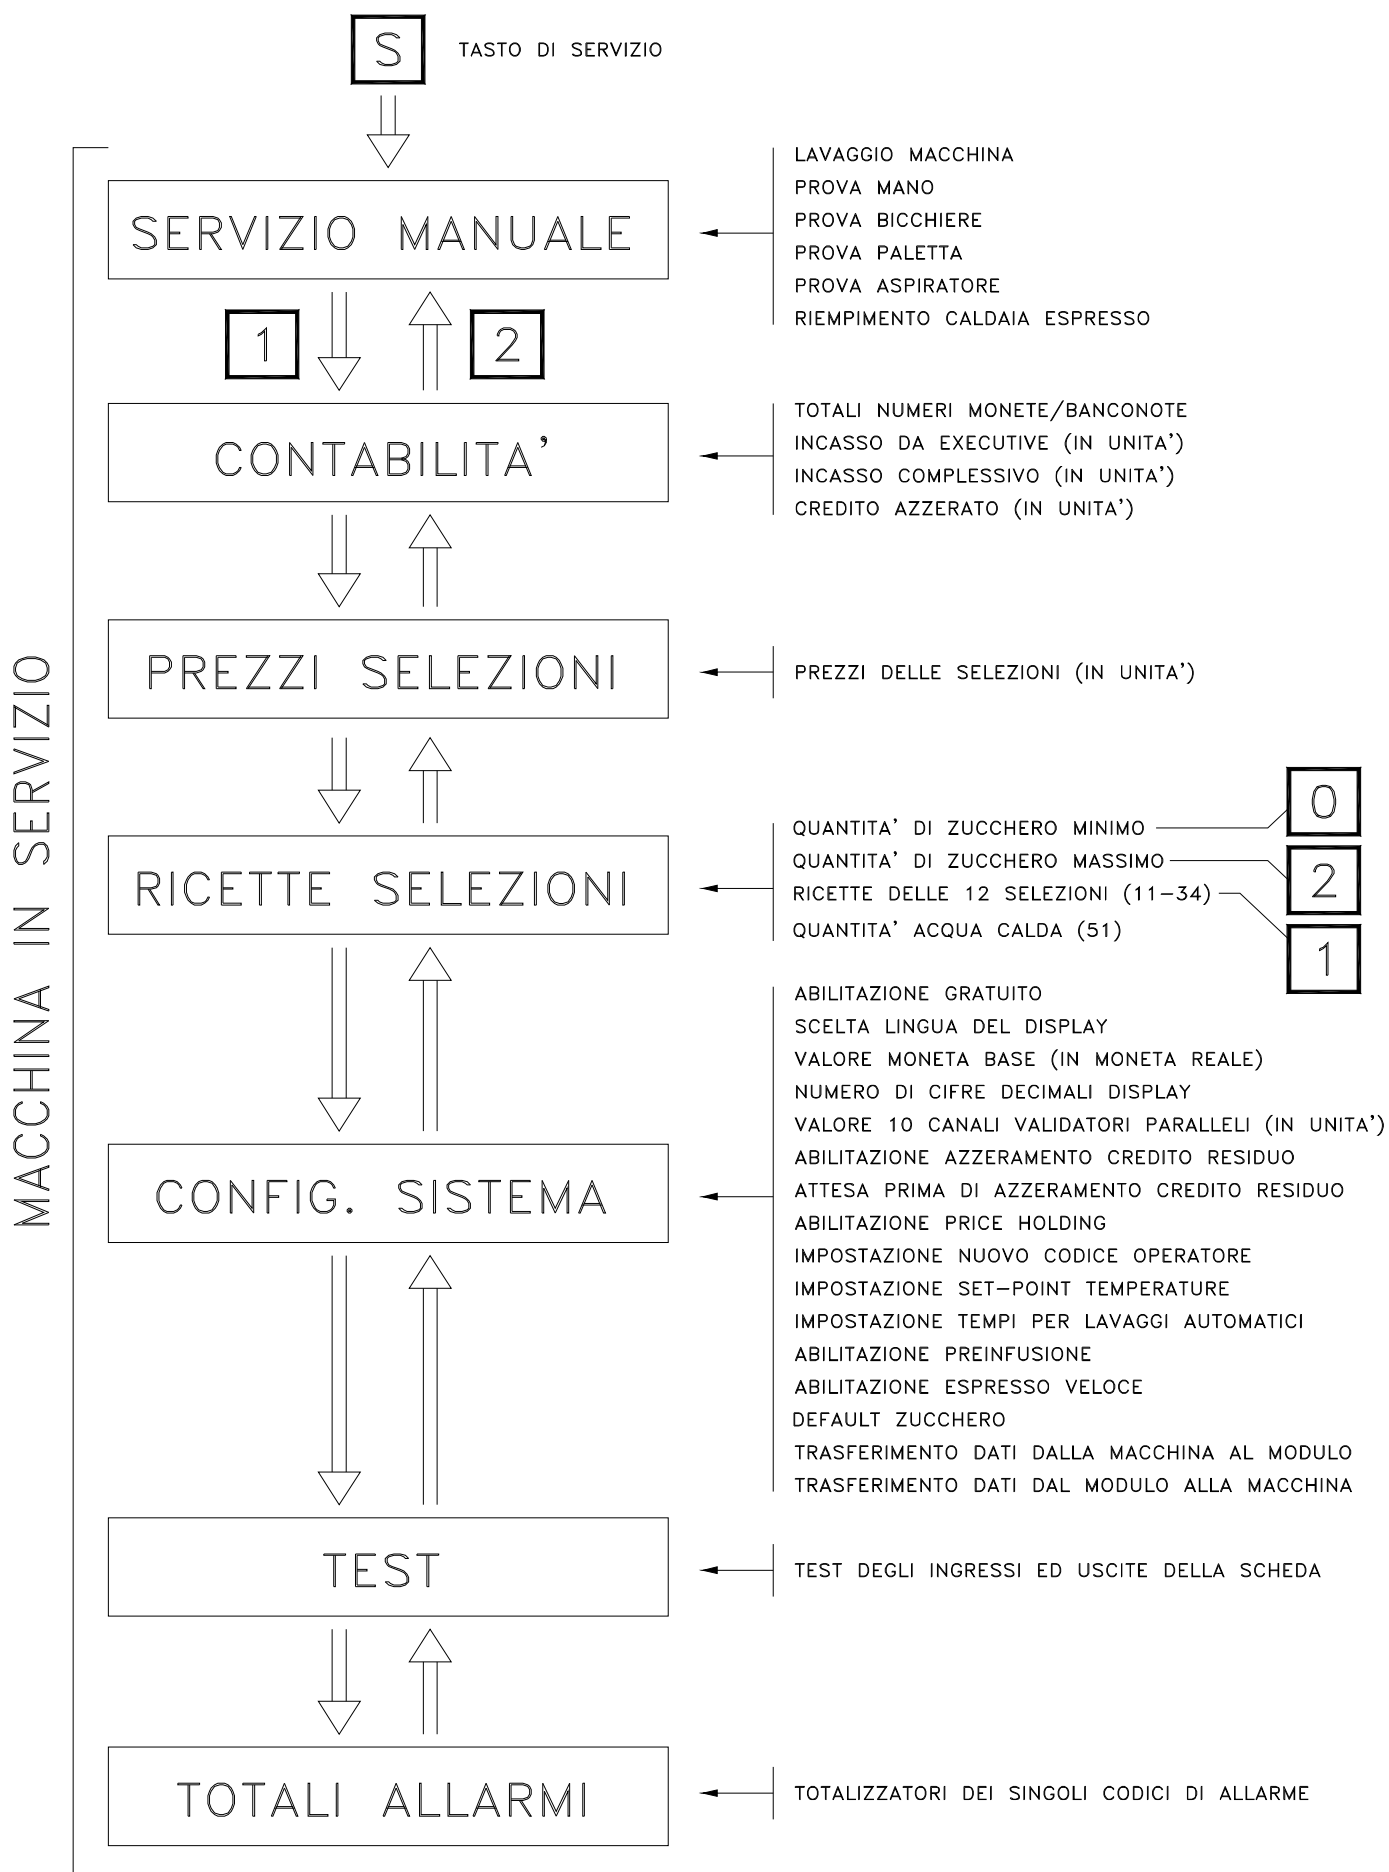 S TASTO DI SERVIZIO
MACCHINA IN SERVIZIO
SERVIZIO MANUALE
LAVAGGIO MACCHINA
PROVA MANO
PROVA BICCHIERE
PROVA PALETTA
PROVA ASPIRATORE
RIEMPIMENTO CALDAIA ESPRESSO
1
2
CONTABILITA'
TOTALI NUMERI MONETE/BANCONOTE
INCASSO DA EXECUTIVE (IN UNITA')
INCASSO COMPLESSIVO (IN UNITA')
CREDITO AZZERATO (IN UNITA')
PREZZI SELEZIONI
PREZZI DELLE SELEZIONI (IN UNITA')
RICETTE SELEZIONI
QUANTITA' DI ZUCCHERO MINIMO
0
QUANTITA' DI ZUCCHERO MASSIMO
2
RICETTE DELLE 12 SELEZIONI (11-34)
1
QUANTITA' ACQUA CALDA (51)
CONFIG. SISTEMA
ABILITAZIONE GRATUITO
SCELTA LINGUA DEL DISPLAY
VALORE MONETA BASE (IN MONETA REALE)
NUMERO DI CIFRE DECIMALI DISPLAY
VALORE 10 CANALI VALIDATORI PARALLELI (IN UNITA')
ABILITAZIONE AZZERAMENTO CREDITO RESIDUO
ATTESA PRIMA DI AZZERAMENTO CREDITO RESIDUO
ABILITAZIONE PRICE HOLDING
IMPOSTAZIONE NUOVO CODICE OPERATORE
IMPOSTAZIONE SET-POINT TEMPERATURE
IMPOSTAZIONE TEMPI PER LAVAGGI AUTOMATICI
ABILITAZIONE PREINFUSIONE
ABILITAZIONE ESPRESSO VELOCE
DEFAULT ZUCCHERO
TRASFERIMENTO DATI DALLA MACCHINA AL MODULO
TRASFERIMENTO DATI DAL MODULO ALLA MACCHINA
TEST
TEST DEGLI INGRESSI ED USCITE DELLA SCHEDA
TOTALI ALLARMI
TOTALIZZATORI DEI SINGOLI CODICI DI ALLARME